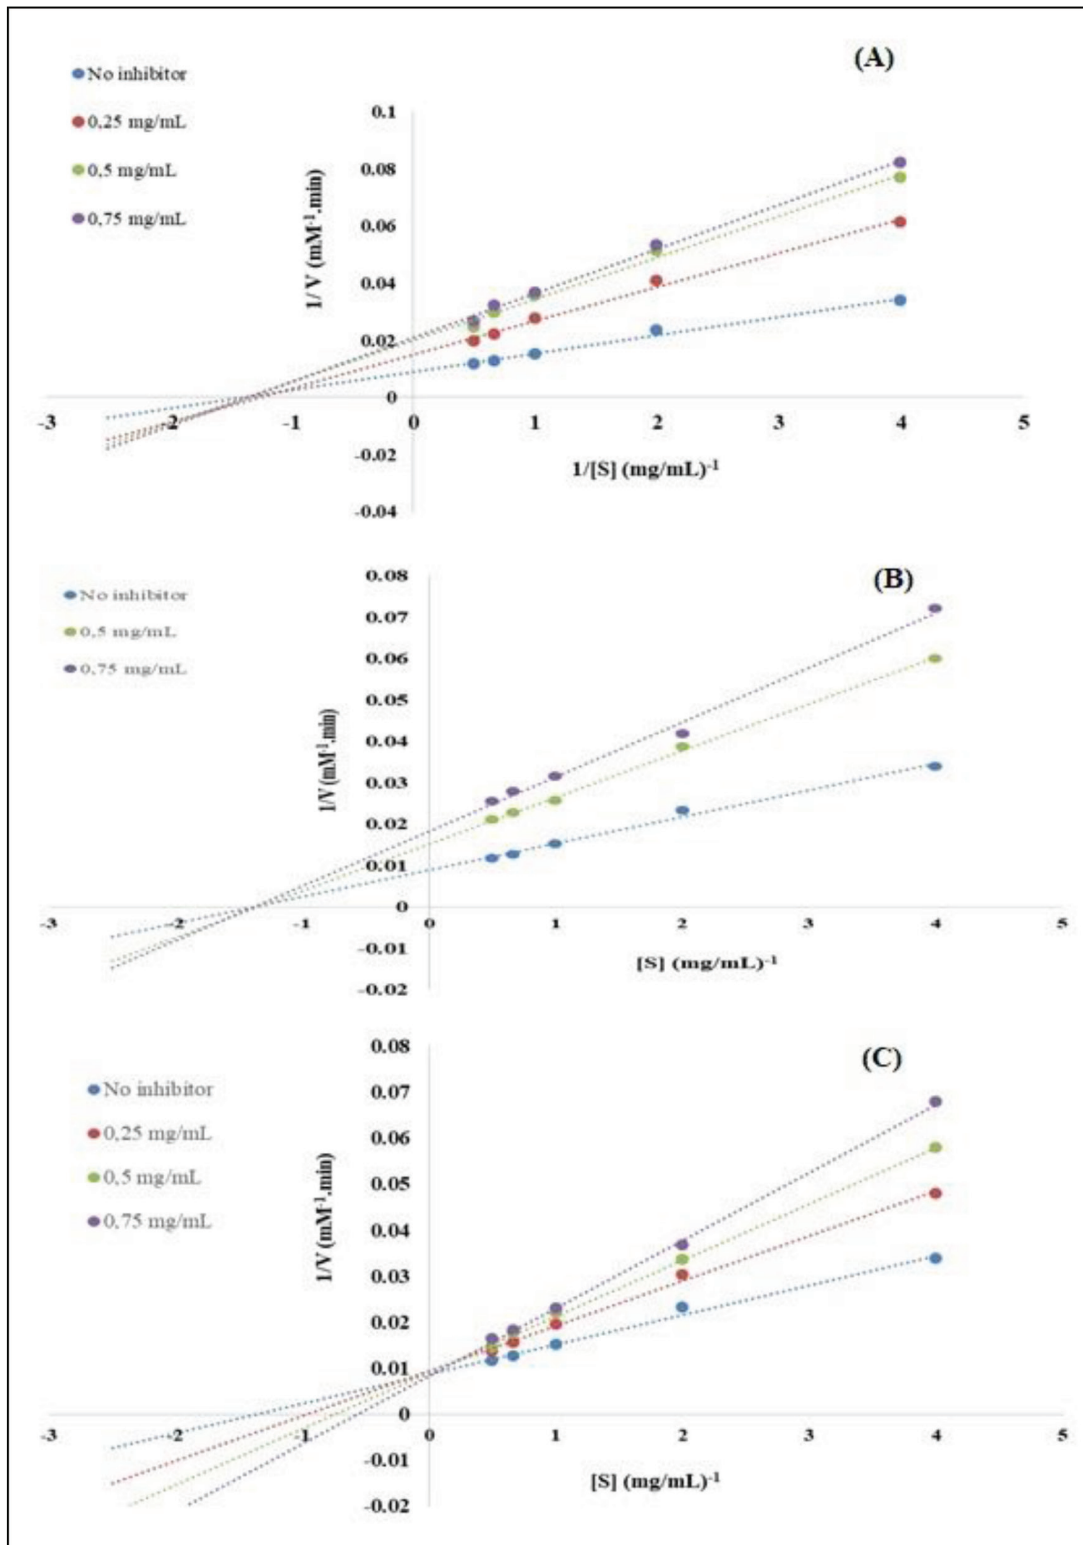 (A)
No inhibitor
0,25 mg/mL
0,5 mg/mL
0,75 mg/mL
1/ V (mM-1.min)
0.1
0.08
0.06
0.04
0.02
0
-0.02
-0.04
-3 -2 -1 0 1 2 3 4 5
1/[S] (mg/mL)-1
(B)
No inhibitor
0,5 mg/mL
0,75 mg/mL
1/V (mM-1.min)
0.08
0.07
0.06
0.05
0.04
0.03
0.02
0.01
0
-0.01
-0.02
-3 -2 -1 0 1 2 3 4 5
[S] (mg/mL)-1
(C)
No inhibitor
0,25 mg/mL
0,5 mg/mL
0,75 mg/mL
1/V (mM-1.min)
0.08
0.07
0.06
0.05
0.04
0.03
0.02
0.01
0
-0.01
-0.02
-3 -2 -1 0 1 2 3 4 5
[S] (mg/mL)-1